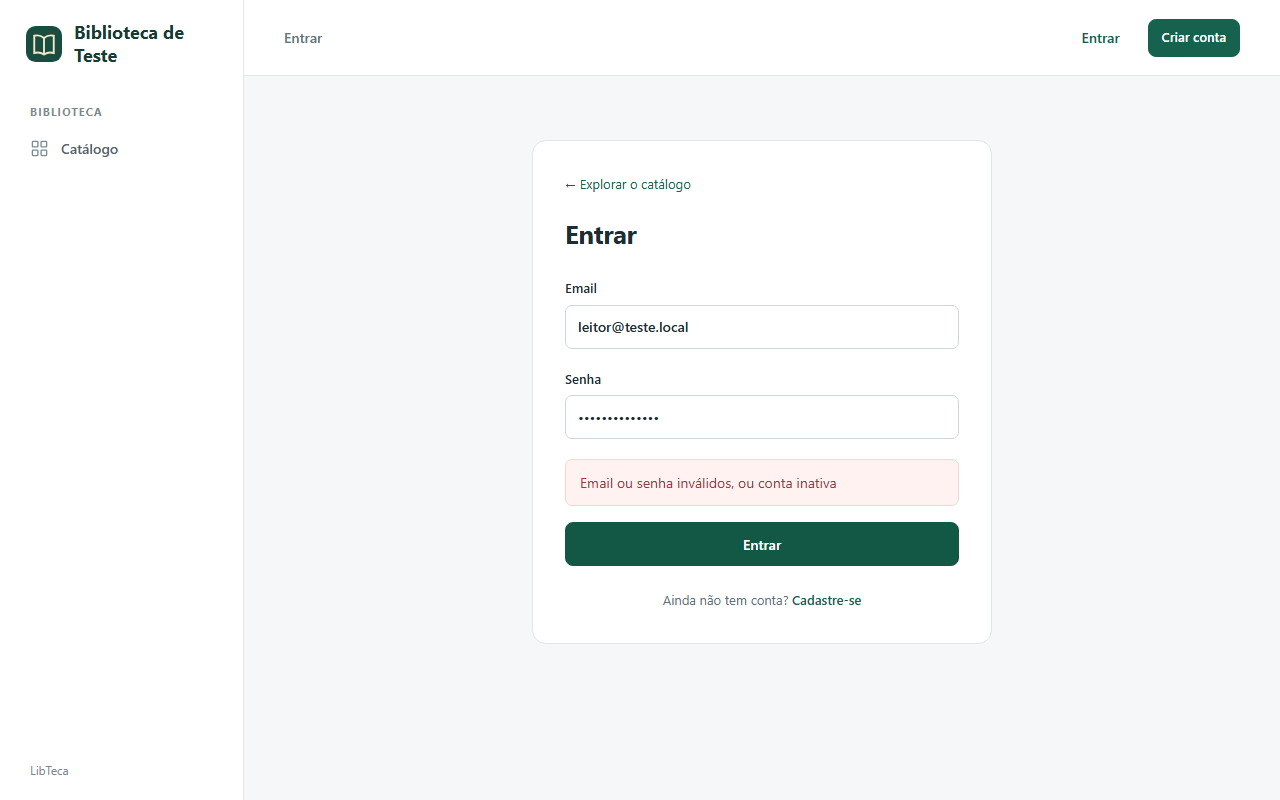 Biblioteca de
Teste
BIBLIOTECA
Catálogo
LibTeca
Entrar
Entrar
Criar conta
← Explorar o catálogo
Entrar
Email
leitor@teste.local
Senha
••••••••••••••
Email ou senha inválidos, ou conta inativa
Entrar
Ainda não tem conta? Cadastre-se